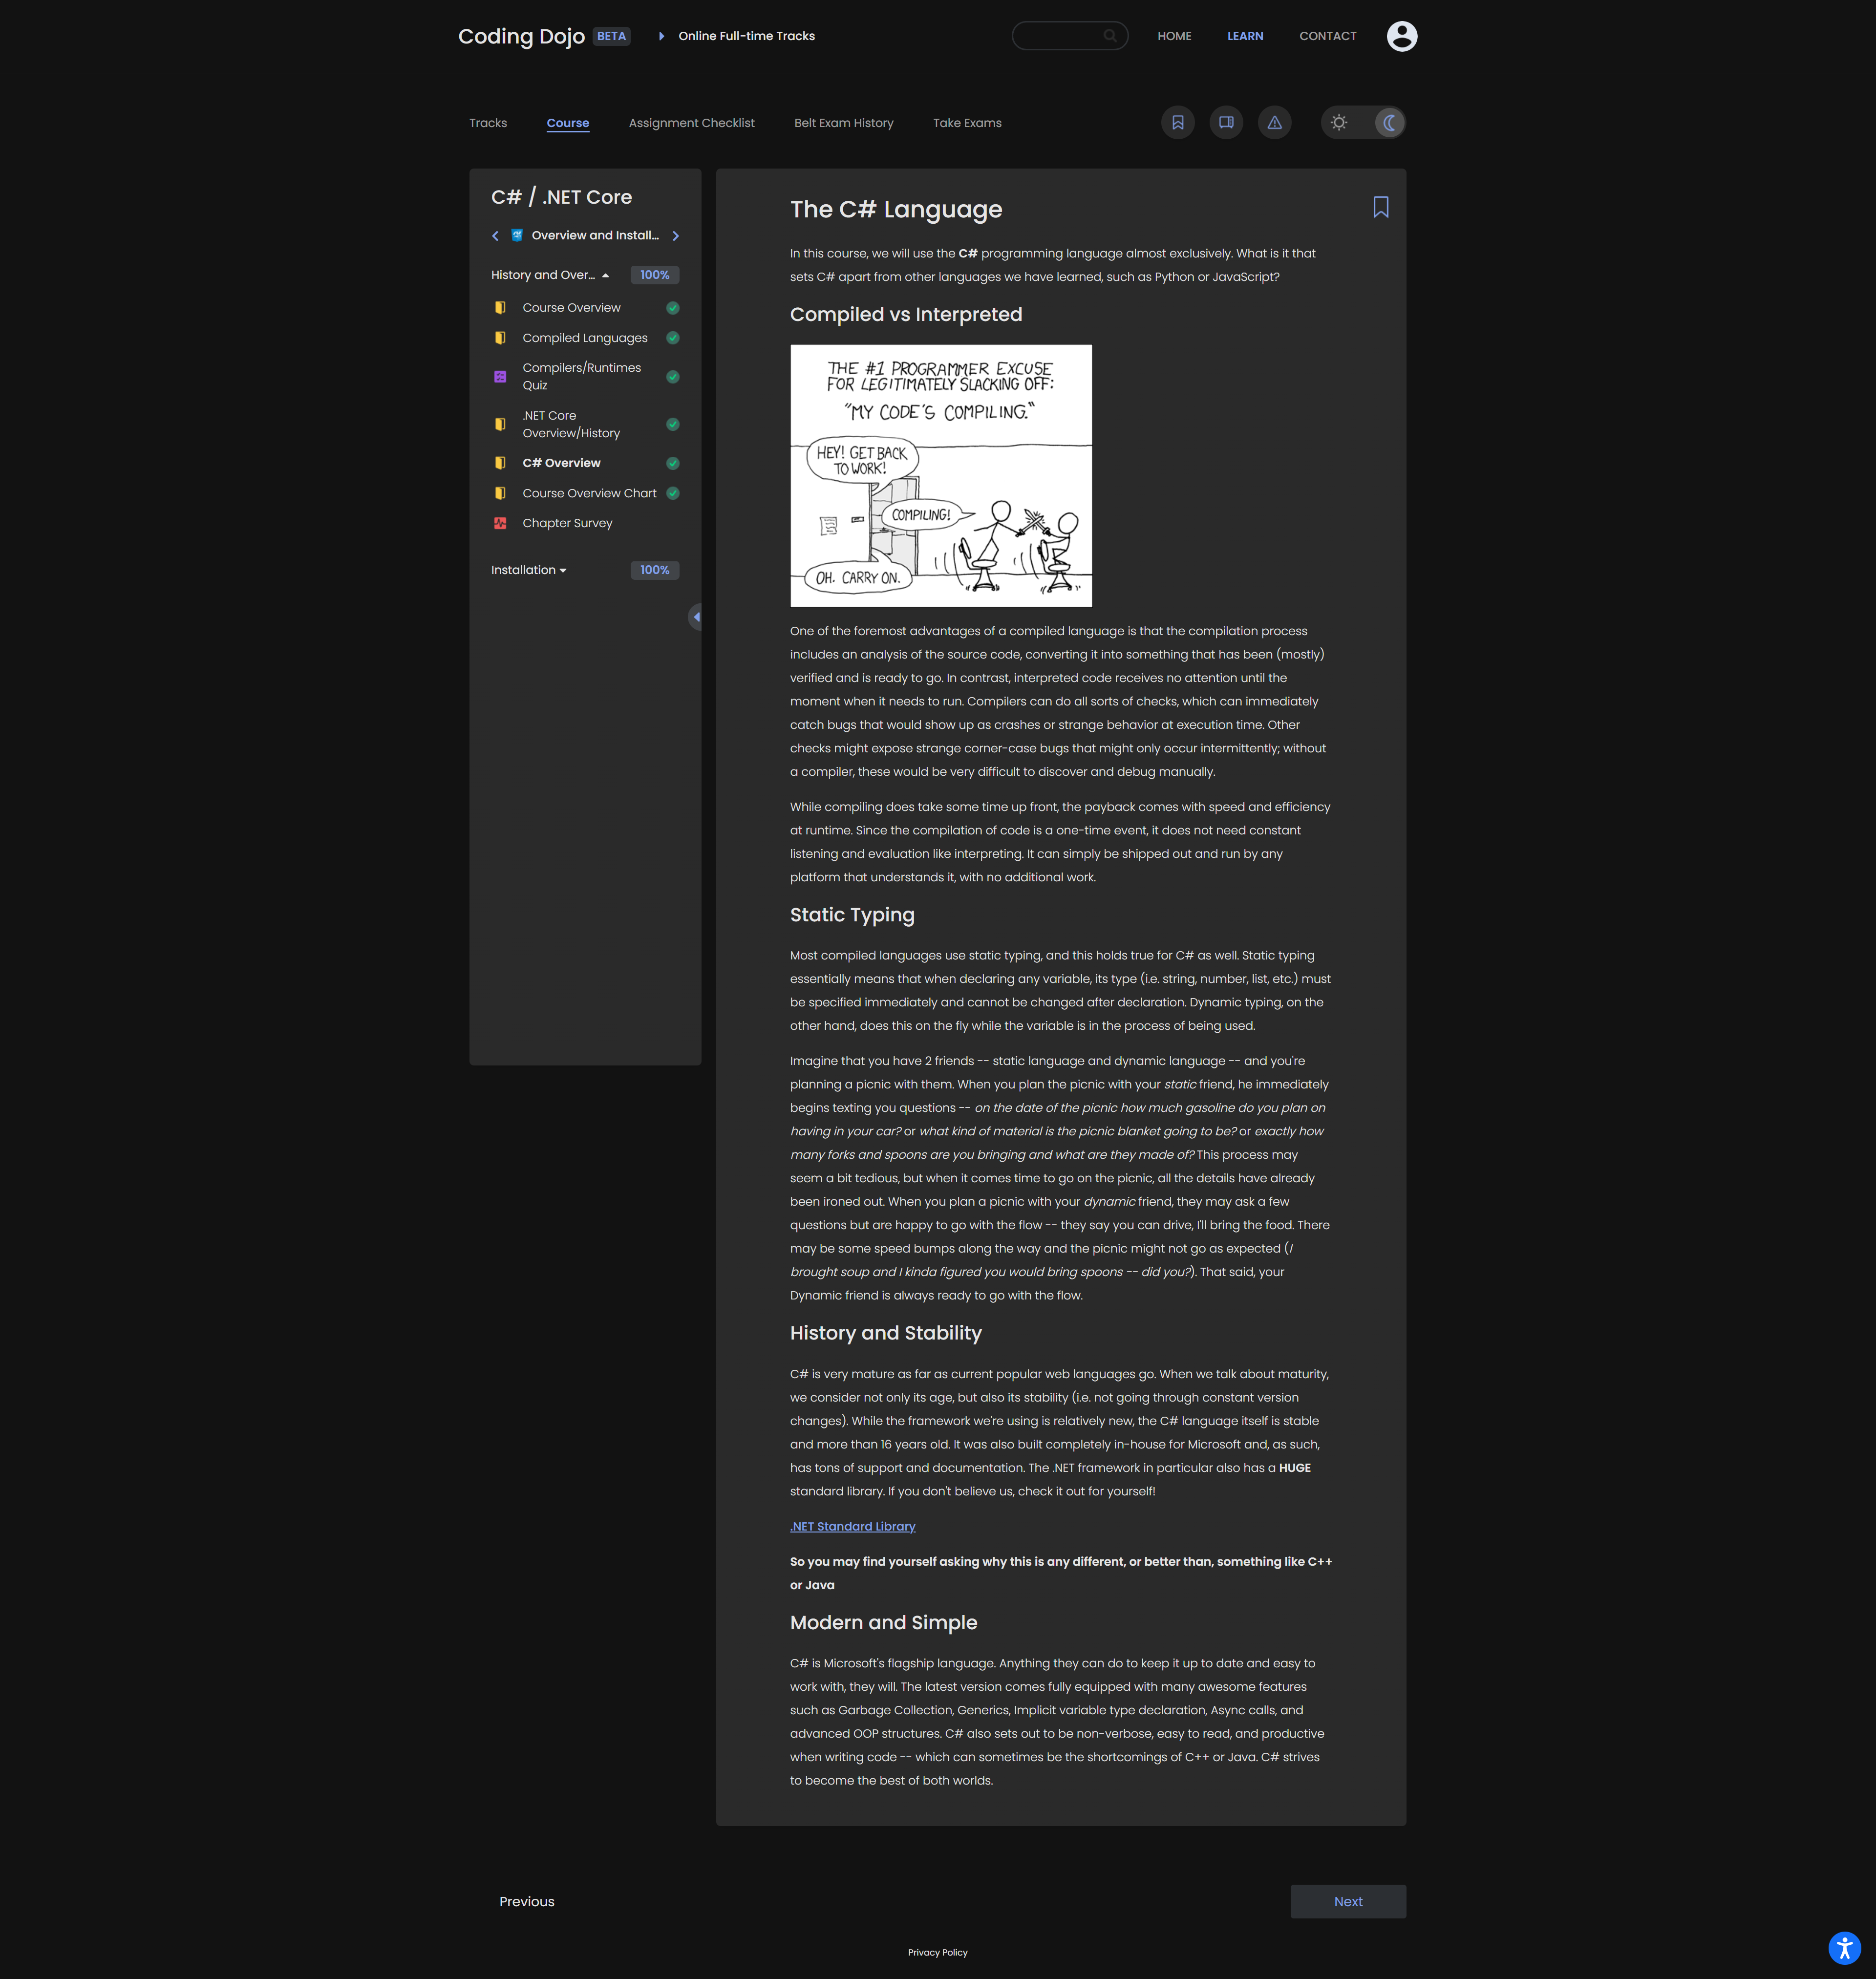 Coding Dojo BETA Online Full-time Tracks HOME LEARN CONTACT
Tracks Course Assignment Checklist Belt Exam History Take Exams
C# / .NET Core
Overview and Install...
History and Over... 100%
Course Overview
Compiled Languages
Compilers/Runtimes
Quiz
.NET Core
Overview/History
C# Overview
Course Overview Chart
Chapter Survey
Installation 100%
The C# Language
In this course, we will use the C# programming language almost exclusively. What is it that
sets C# apart from other languages we have learned, such as Python or JavaScript?
Compiled vs Interpreted
THE #1 PROGRAMMER EXCUSE
FOR LEGITIMATELY SLACKING OFF:
"MY CODE'S COMPILING."
HEY! GET BACK
TO WORK!
COMPILING!
OH. CARRY ON.
One of the foremost advantages of a compiled language is that the compilation process
includes an analysis of the source code, converting it into something that has been (mostly)
verified and is ready to go. In contrast, interpreted code receives no attention until the
moment when it needs to run. Compilers can do all sorts of checks, which can immediately
catch bugs that would show up as crashes or strange behavior at execution time. Other
checks might expose strange corner-case bugs that might only occur intermittently; without
a compiler, these would be very difficult to discover and debug manually.
While compiling does take some time up front, the payback comes with speed and efficiency
at runtime. Since the compilation of code is a one-time event, it does not need constant
listening and evaluation like interpreting. It can simply be shipped out and run by any
platform that understands it, with no additional work.
Static Typing
Most compiled languages use static typing, and this holds true for C# as well. Static typing
essentially means that when declaring any variable, its type (i.e. string, number, list, etc.) must
be specified immediately and cannot be changed after declaration. Dynamic typing, on the
other hand, does this on the fly while the variable is in the process of being used.
Imagine that you have 2 friends -- static language and dynamic language -- and you're
planning a picnic with them. When you plan the picnic with your static friend, he immediately
begins texting you questions -- on the date of the picnic how much gasoline do you plan on
having in your car? or what kind of material is the picnic blanket going to be? or exactly how
many forks and spoons are you bringing and what are they made of? This process may
seem a bit tedious, but when it comes time to go on the picnic, all the details have already
been ironed out. When you plan a picnic with your dynamic friend, they may ask a few
questions but are happy to go with the flow -- they say you can drive, I'll bring the food. There
may be some speed bumps along the way and the picnic might not go as expected (I
brought soup and I kinda figured you would bring spoons -- did you?). That said, your
Dynamic friend is always ready to go with the flow.
History and Stability
C# is very mature as far as current popular web languages go. When we talk about maturity,
we consider not only its age, but also its stability (i.e. not going through constant version
changes). While the framework we're using is relatively new, the C# language itself is stable
and more than 16 years old. It was also built completely in-house for Microsoft and, as such,
has tons of support and documentation. The .NET framework in particular also has a HUGE
standard library. If you don't believe us, check it out for yourself!
.NET Standard Library
So you may find yourself asking why this is any different, or better than, something like C++
or Java
Modern and Simple
C# is Microsoft's flagship language. Anything they can do to keep it up to date and easy to
work with, they will. The latest version comes fully equipped with many awesome features
such as Garbage Collection, Generics, Implicit variable type declaration, Async calls, and
advanced OOP structures. C# also sets out to be non-verbose, easy to read, and productive
when writing code -- which can sometimes be the shortcomings of C++ or Java. C# strives
to become the best of both worlds.
Previous Next
Privacy Policy